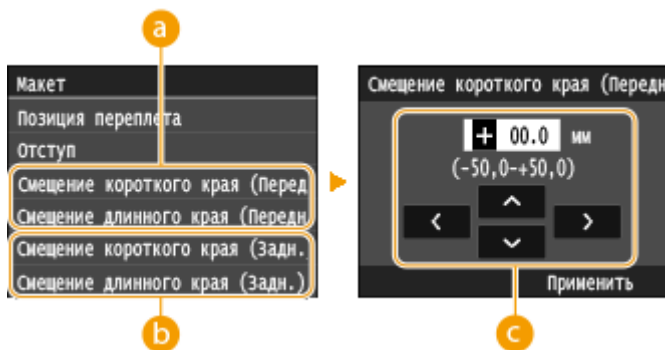 a
Макет
Позиция переплета
Отступ
Смещение короткого края (Перед
Смещение длинного края (Передн
Смещение короткого края (Задн.
Смещение длинного края (Задн.)
b
Смещение короткого края (Передн
+ 00.0 мм
(-50,0-+50,0)
Применить
c